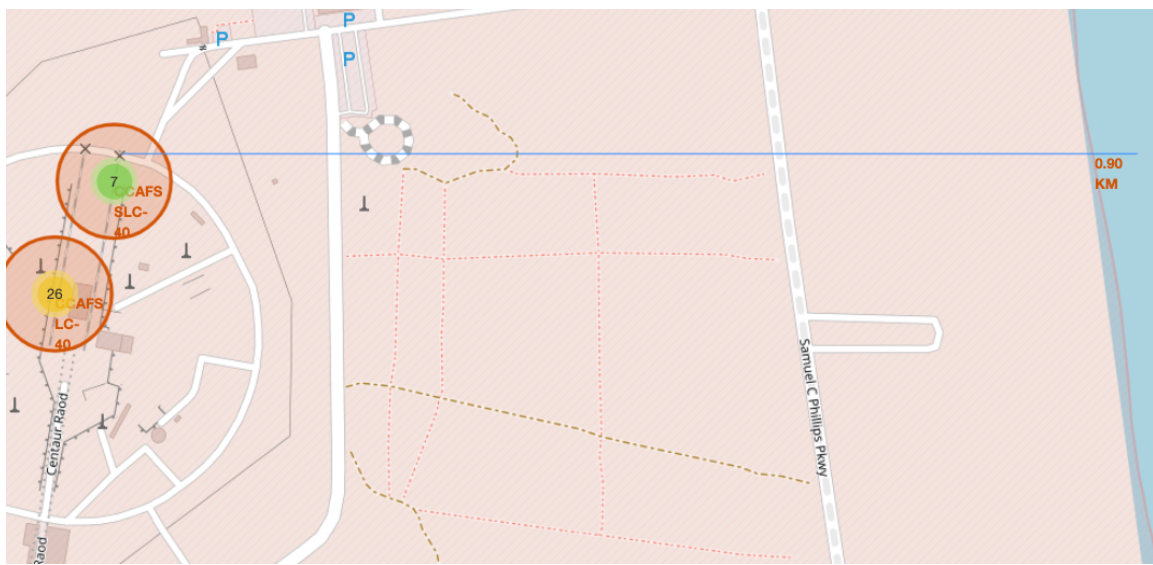 P
P
P
0.90
KM
7
CCAFS
SLC-
40
26
CCAFS
LC-
40
Samuel C Phillips Pkwy
Centaur Raod
Raod